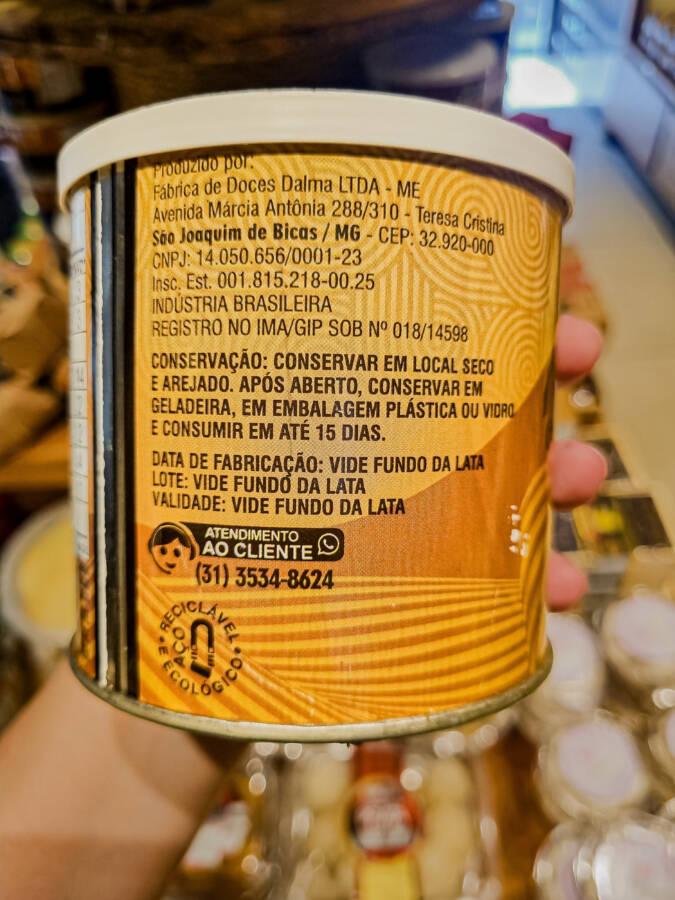 Produzido por:
Fábrica de Doces Dalma LTDA - ME
Avenida Márcia Antônia 288/310 - Teresa Cristina
São Joaquim de Bicas / MG - CEP: 32.920-000
CNPJ: 14.050.656/0001-23
Insc. Est. 001.815.218-00.25
INDÚSTRIA BRASILEIRA
REGISTRO NO IMA/GIP SOB Nº 018/14598
CONSERVAÇÃO: CONSERVAR EM LOCAL SECO
E AREJADO. APÓS ABERTO, CONSERVAR EM
GELADEIRA, EM EMBALAGEM PLÁSTICA OU VIDRO
E CONSUMIR EM ATÉ 15 DIAS.
DATA DE FABRICAÇÃO: VIDE FUNDO DA LATA
LOTE: VIDE FUNDO DA LATA
VALIDADE: VIDE FUNDO DA LATA
ATENDIMENTO
AO CLIENTE
(31) 3534-8624
RECICLÁVEL
AÇO
E ECOLÓGICO